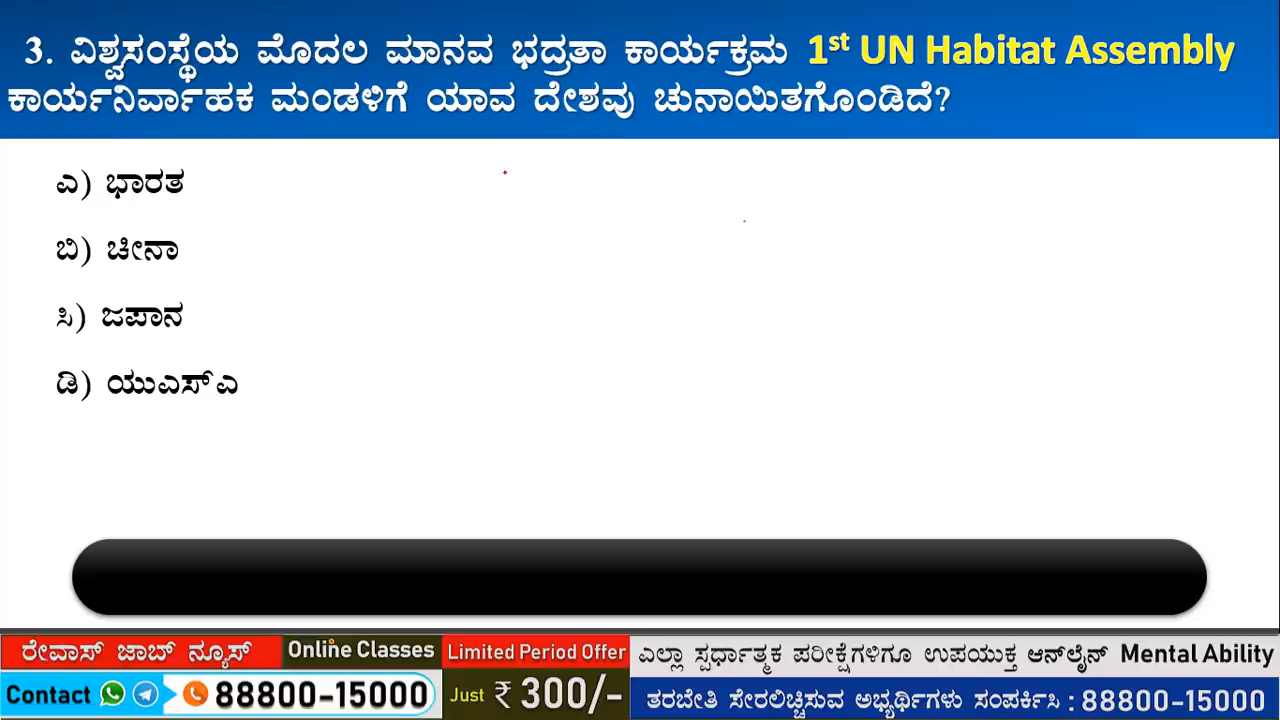 3. ವಿಶ್ವಸಂಸ್ಥೆಯ ಮೊದಲ ಮಾನವ ಭದ್ರತಾ ಕಾರ್ಯಕ್ರಮ 1st UN Habitat Assembly
ಕಾರ್ಯನಿರ್ವಾಹಕ ಮಂಡಳಿಗೆ ಯಾವ ದೇಶವು ಚುನಾಯಿತಗೊಂಡಿದೆ?
ಎ) ಭಾರತ
ಬಿ) ಚೀನಾ
ಸಿ) ಜಪಾನ
ಡಿ) ಯುಎಸ್ಎ
ರೇವಾಸ್ ಜಾಬ್ ನ್ಯೂಸ್ Online Classes Limited Period Offer ಎಲ್ಲಾ ಸ್ಪರ್ಧಾತ್ಮಕ ಪರೀಕ್ಷೆಗಳಿಗೂ ಉಪಯುಕ್ತ ಆನ್‌ಲೈನ್ Mental Ability
Contact 88800-15000 Just ₹ 300/- ತರಬೇತಿ ಸೇರಲಿಚ್ಚಿಸುವ ಅಭ್ಯರ್ಥಿಗಳು ಸಂಪರ್ಕಿಸಿ : 88800-15000